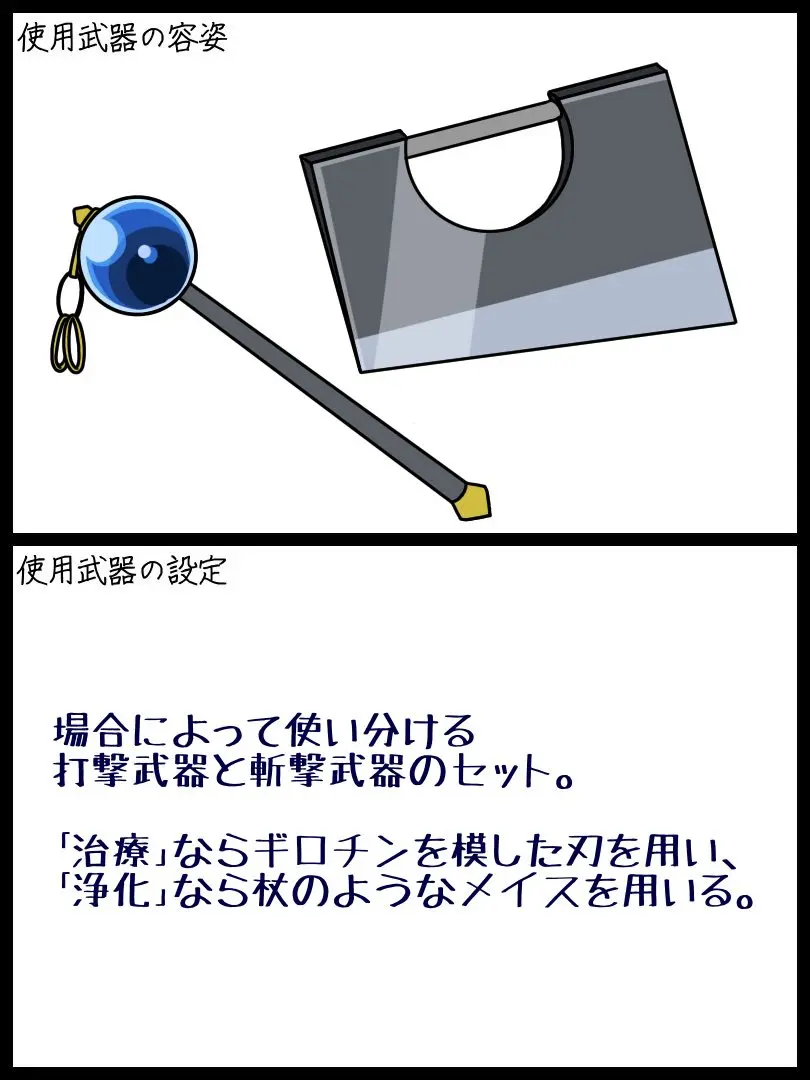 使用武器の容姿
使用武器の設定
場合によって使い分ける
打撃武器と斬撃武器のセット。
「治療」ならギロチンを模した刃を用い、
「浄化」なら杖のようなメイスを用いる。